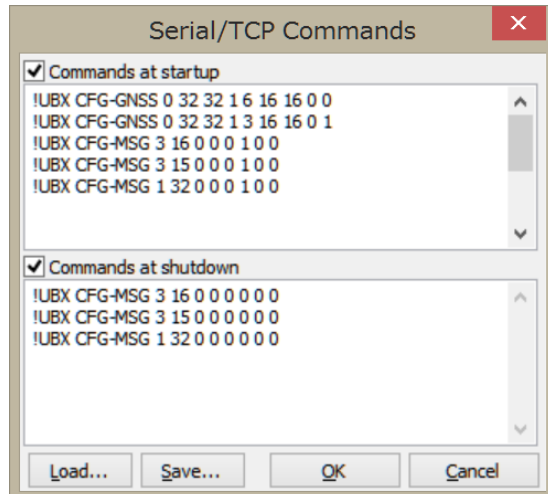 Serial/TCP Commands
Commands at startup
!UBX CFG-GNSS 0 32 32 1 6 16 16 0 0
!UBX CFG-GNSS 0 32 32 1 3 16 16 0 1
!UBX CFG-MSG 3 16 0 0 0 1 0 0
!UBX CFG-MSG 3 15 0 0 0 1 0 0
!UBX CFG-MSG 1 32 0 0 0 1 0 0
Commands at shutdown
!UBX CFG-MSG 3 16 0 0 0 0 0 0
!UBX CFG-MSG 3 15 0 0 0 0 0 0
!UBX CFG-MSG 1 32 0 0 0 0 0 0
Load... Save... OK Cancel